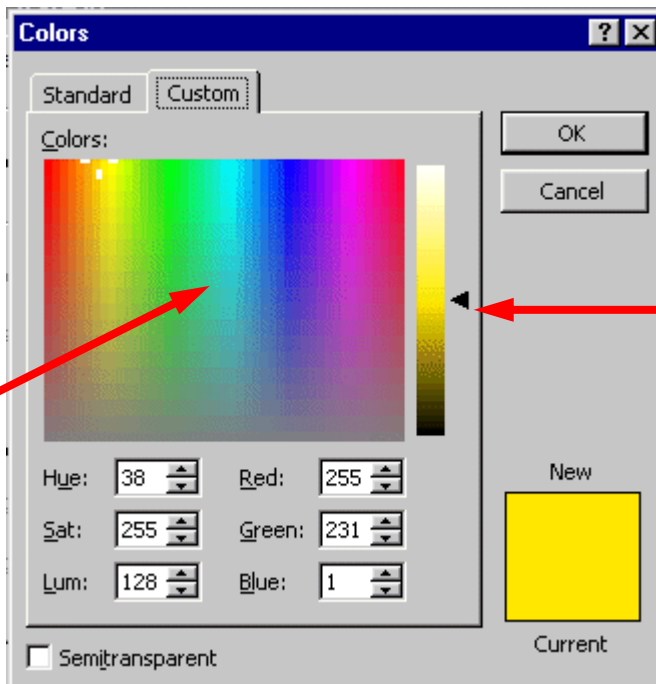 Colors
Standard Custom
Colors:
OK
Cancel
Hue: 38 Red: 255
Sat: 255 Green: 231
Lum: 128 Blue: 1
New
Current
Semitransparent